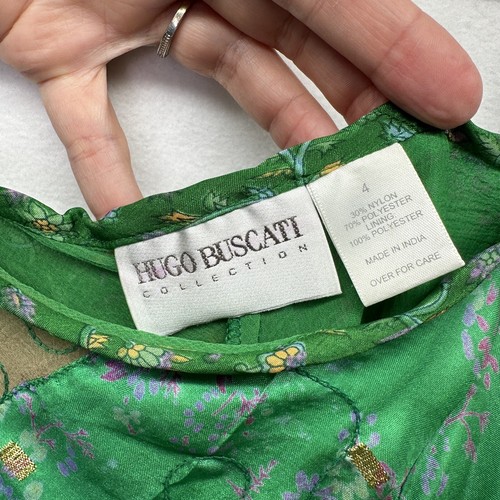 HUGO BUSCATI
COLLECTION
4
30% NYLON
70% POLYESTER
LINING:
100% POLYESTER
MADE IN INDIA
OVER FOR CARE